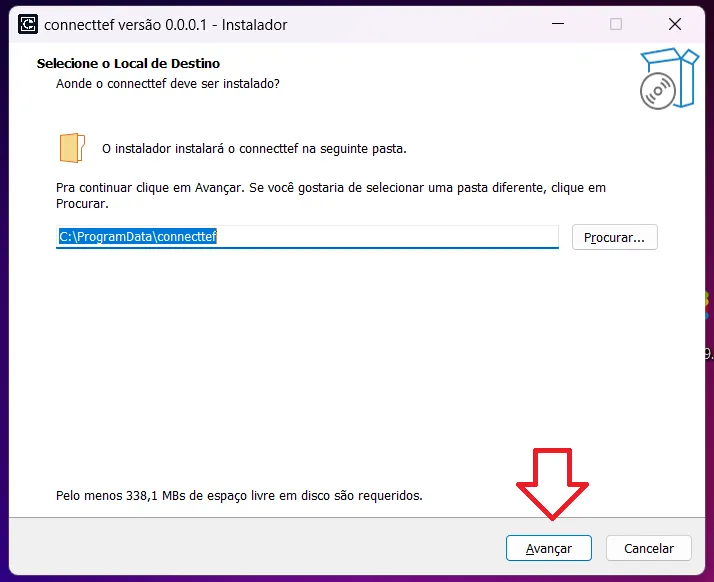 connecttef versão 0.0.0.1 - Instalador
Selecione o Local de Destino
Aonde o connecttef deve ser instalado?
O instalador instalará o connecttef na seguinte pasta.
Pra continuar clique em Avançar. Se você gostaria de selecionar uma pasta diferente, clique em
Procurar.
C:\ProgramData\connecttef
Procurar...
9.
Pelo menos 338,1 MBs de espaço livre em disco são requeridos.
Avançar
Cancelar